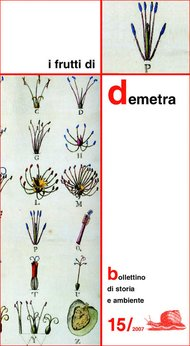 i frutti di
P
demetra
C D
G H
L M
P Q
T U
X Y Z
bollettino
di storia
e ambiente
15/2007